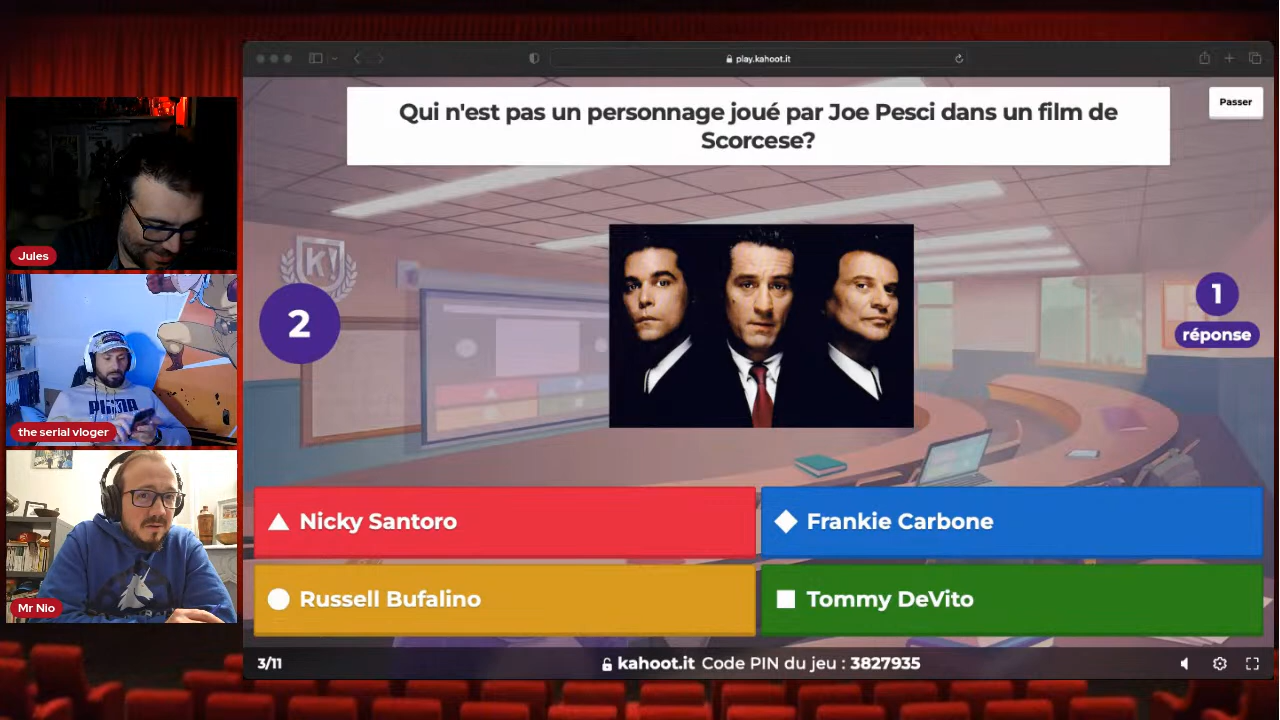 play.kahoot.it
Qui n'est pas un personnage joué par Joe Pesci dans un film de
Scorcese?
Passer
Jules
K!
2
1
réponse
PUMA
the serial vloger
Nicky Santoro
Frankie Carbone
Russell Bufalino
Tommy DeVito
Mr Nio
3/11
kahoot.it Code PIN du jeu : 3827935